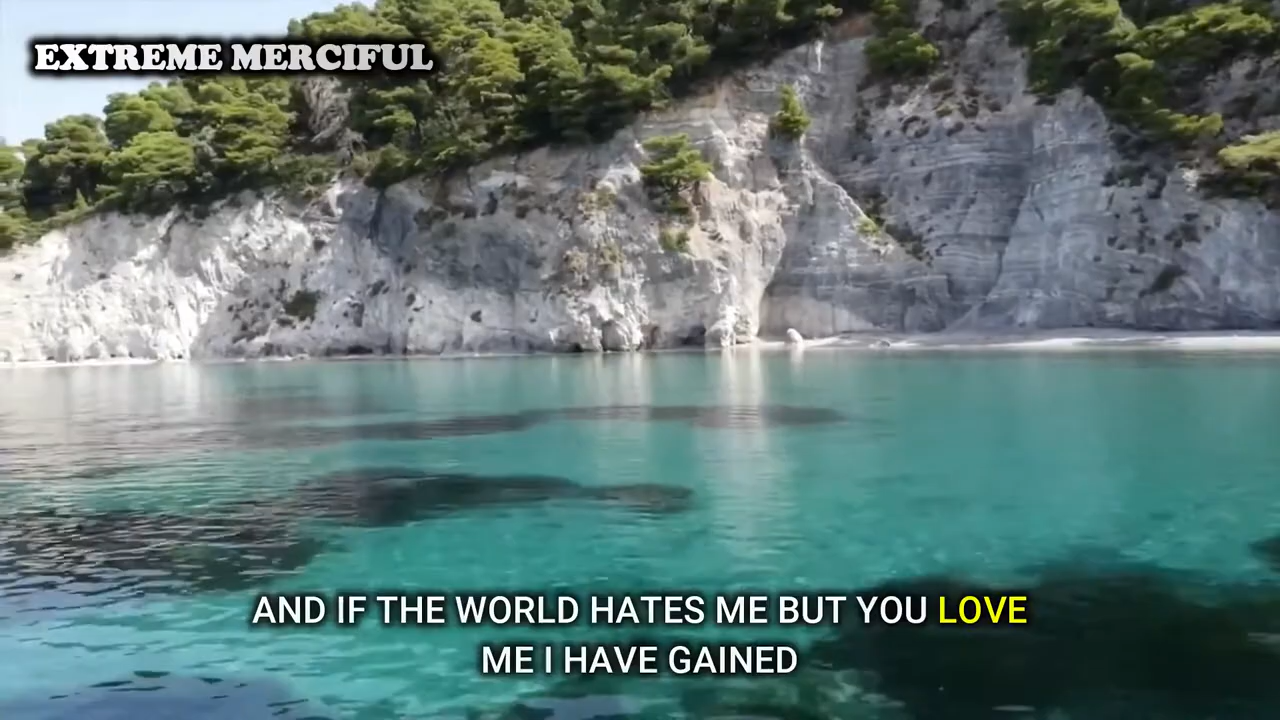 EXTREME MERCIFUL
AND IF THE WORLD HATES ME BUT YOU LOVE
ME I HAVE GAINED